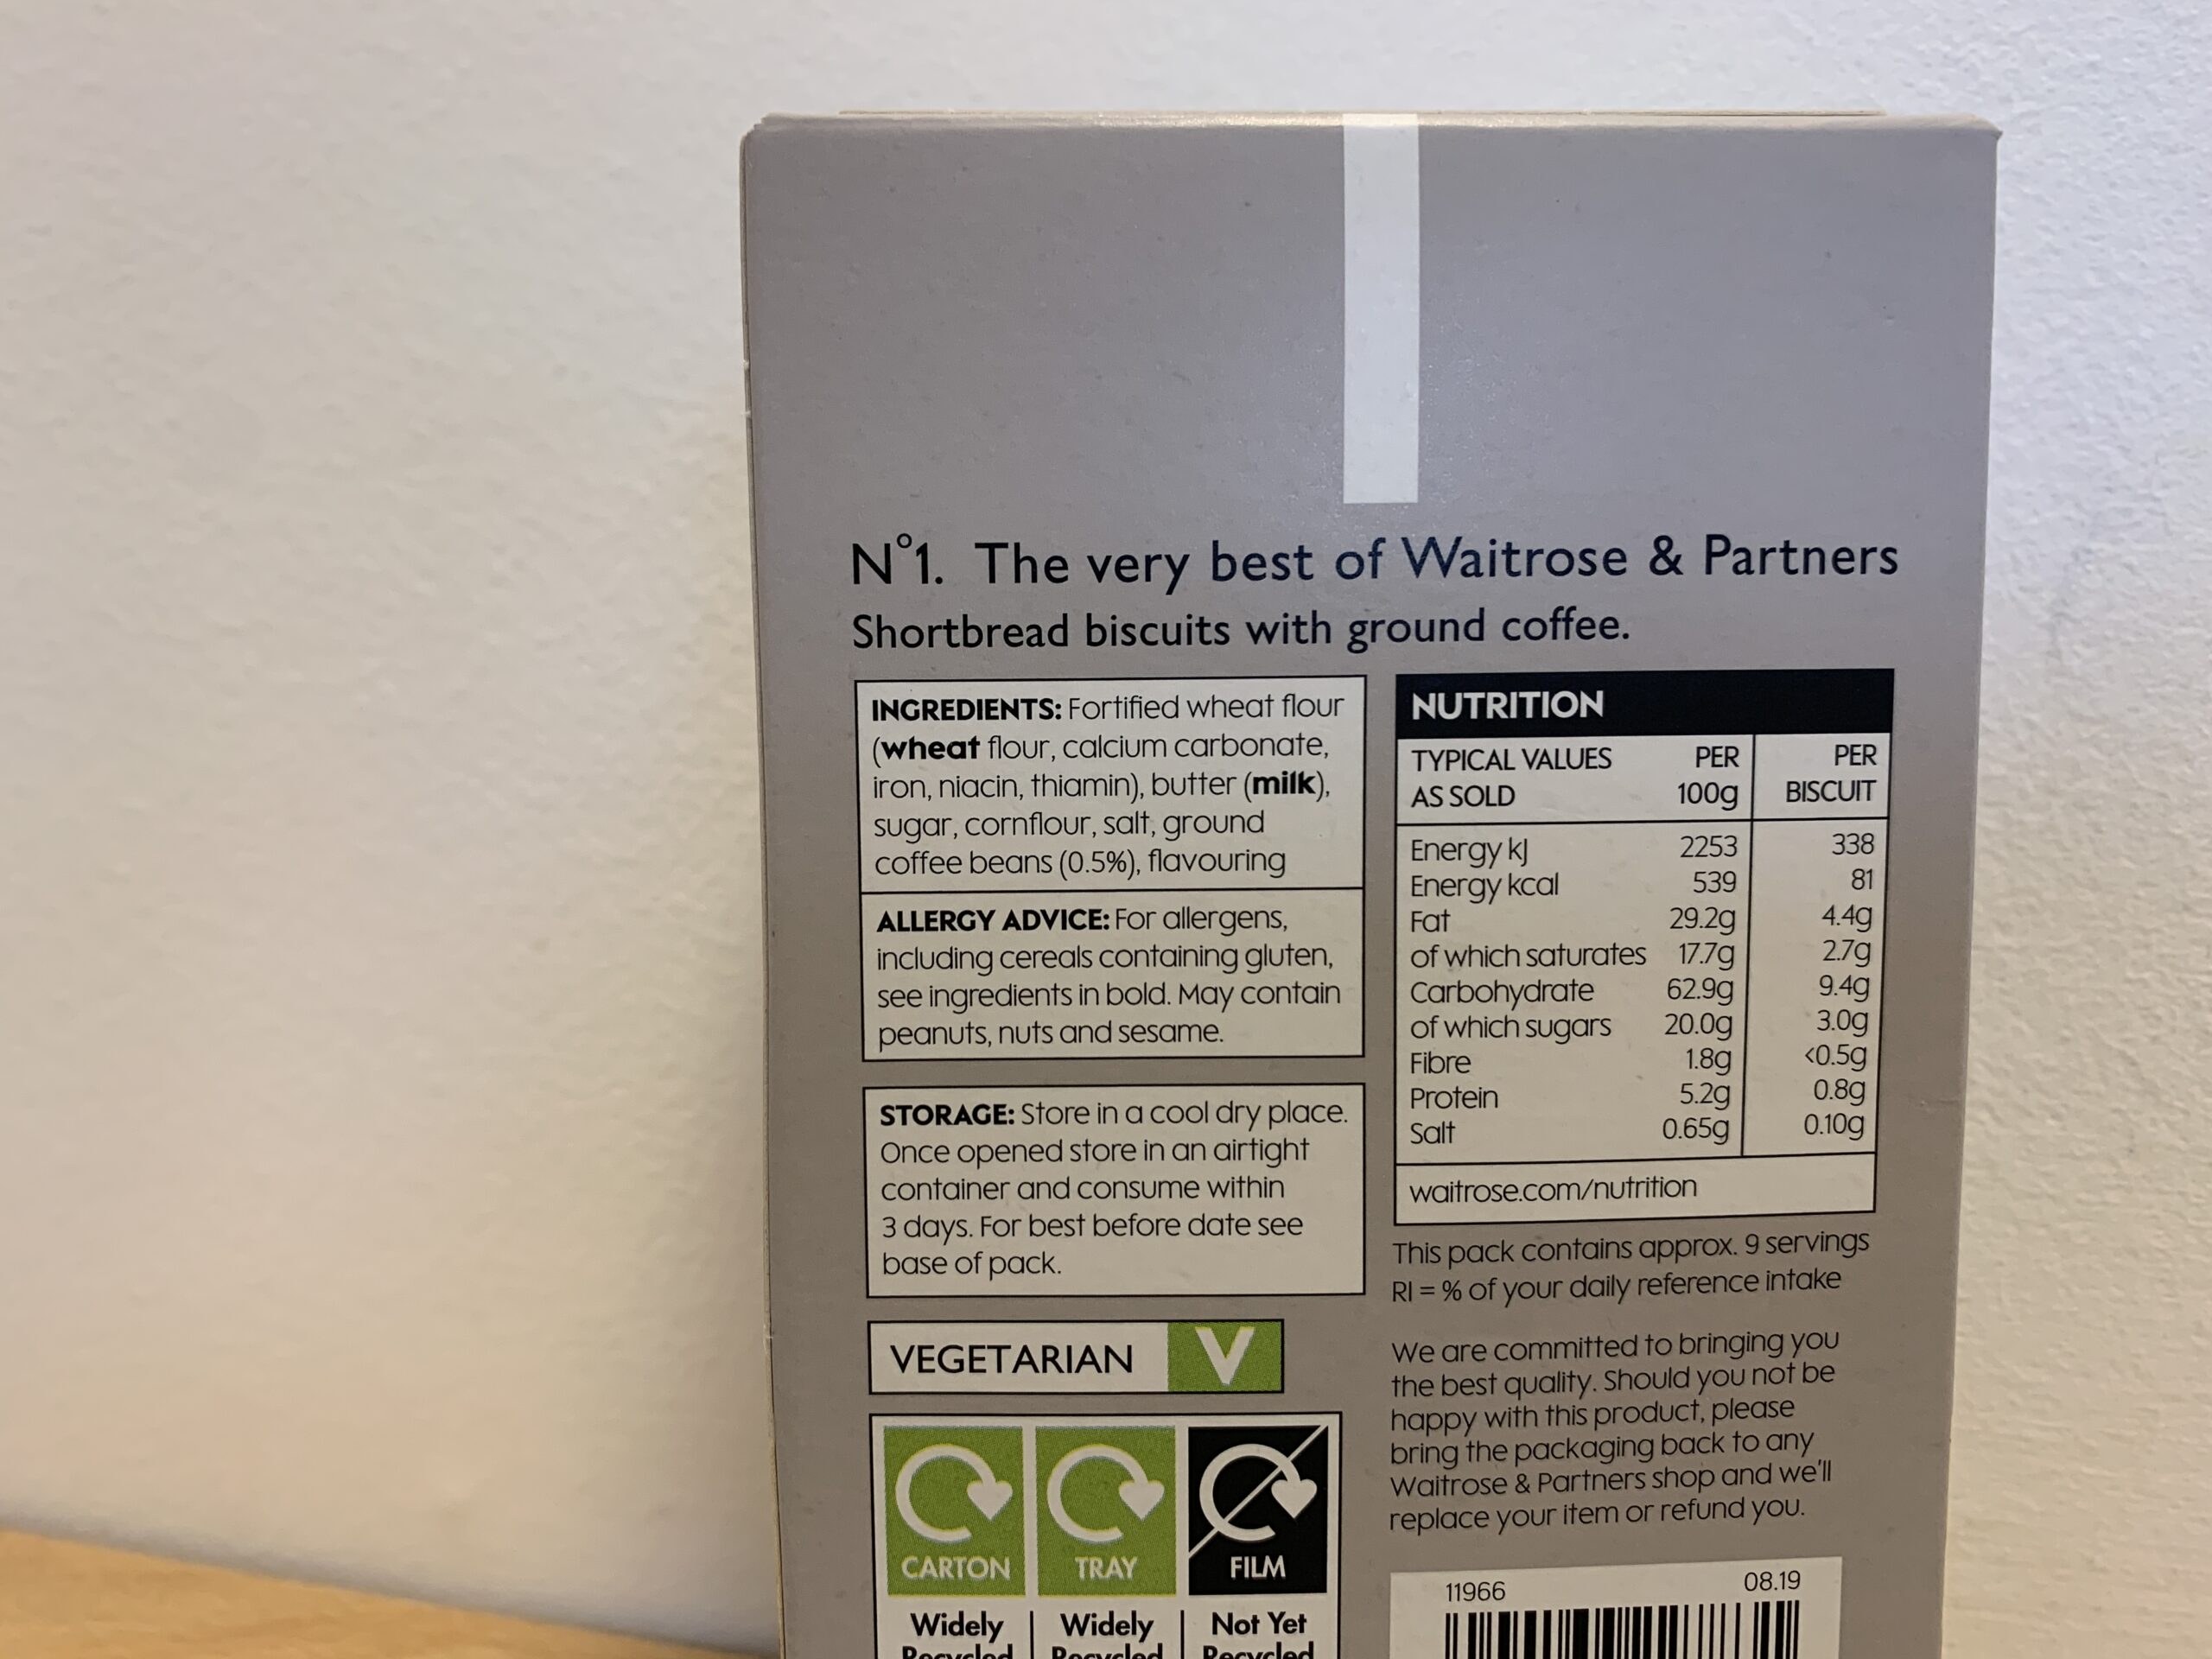 N°1. The very best of Waitrose & Partners
Shortbread biscuits with ground coffee.
INGREDIENTS: Fortified wheat flour
(wheat flour, calcium carbonate,
iron, niacin, thiamin), butter (milk),
sugar, cornflour, salt, ground
coffee beans (0.5%), flavouring
ALLERGY ADVICE: For allergens,
including cereals containing gluten,
see ingredients in bold. May contain
peanuts, nuts and sesame.
STORAGE: Store in a cool dry place.
Once opened store in an airtight
container and consume within
3 days. For best before date see
base of pack.
VEGETARIAN V
CARTON TRAY FILM
Widely Widely Not Yet
Recycled Recycled Recycled
NUTRITION
TYPICAL VALUES PER PER
AS SOLD 100g BISCUIT
Energy kJ 2253 338
Energy kcal 539 81
Fat 29.2g 4.4g
of which saturates 17.7g 2.7g
Carbohydrate 62.9g 9.4g
of which sugars 20.0g 3.0g
Fibre 1.8g <0.5g
Protein 5.2g 0.8g
Salt 0.65g 0.10g
waitrose.com/nutrition
This pack contains approx. 9 servings
RI = % of your daily reference intake
We are committed to bringing you
the best quality. Should you not be
happy with this product, please
bring the packaging back to any
Waitrose & Partners shop and we'll
replace your item or refund you.
11966 08.19